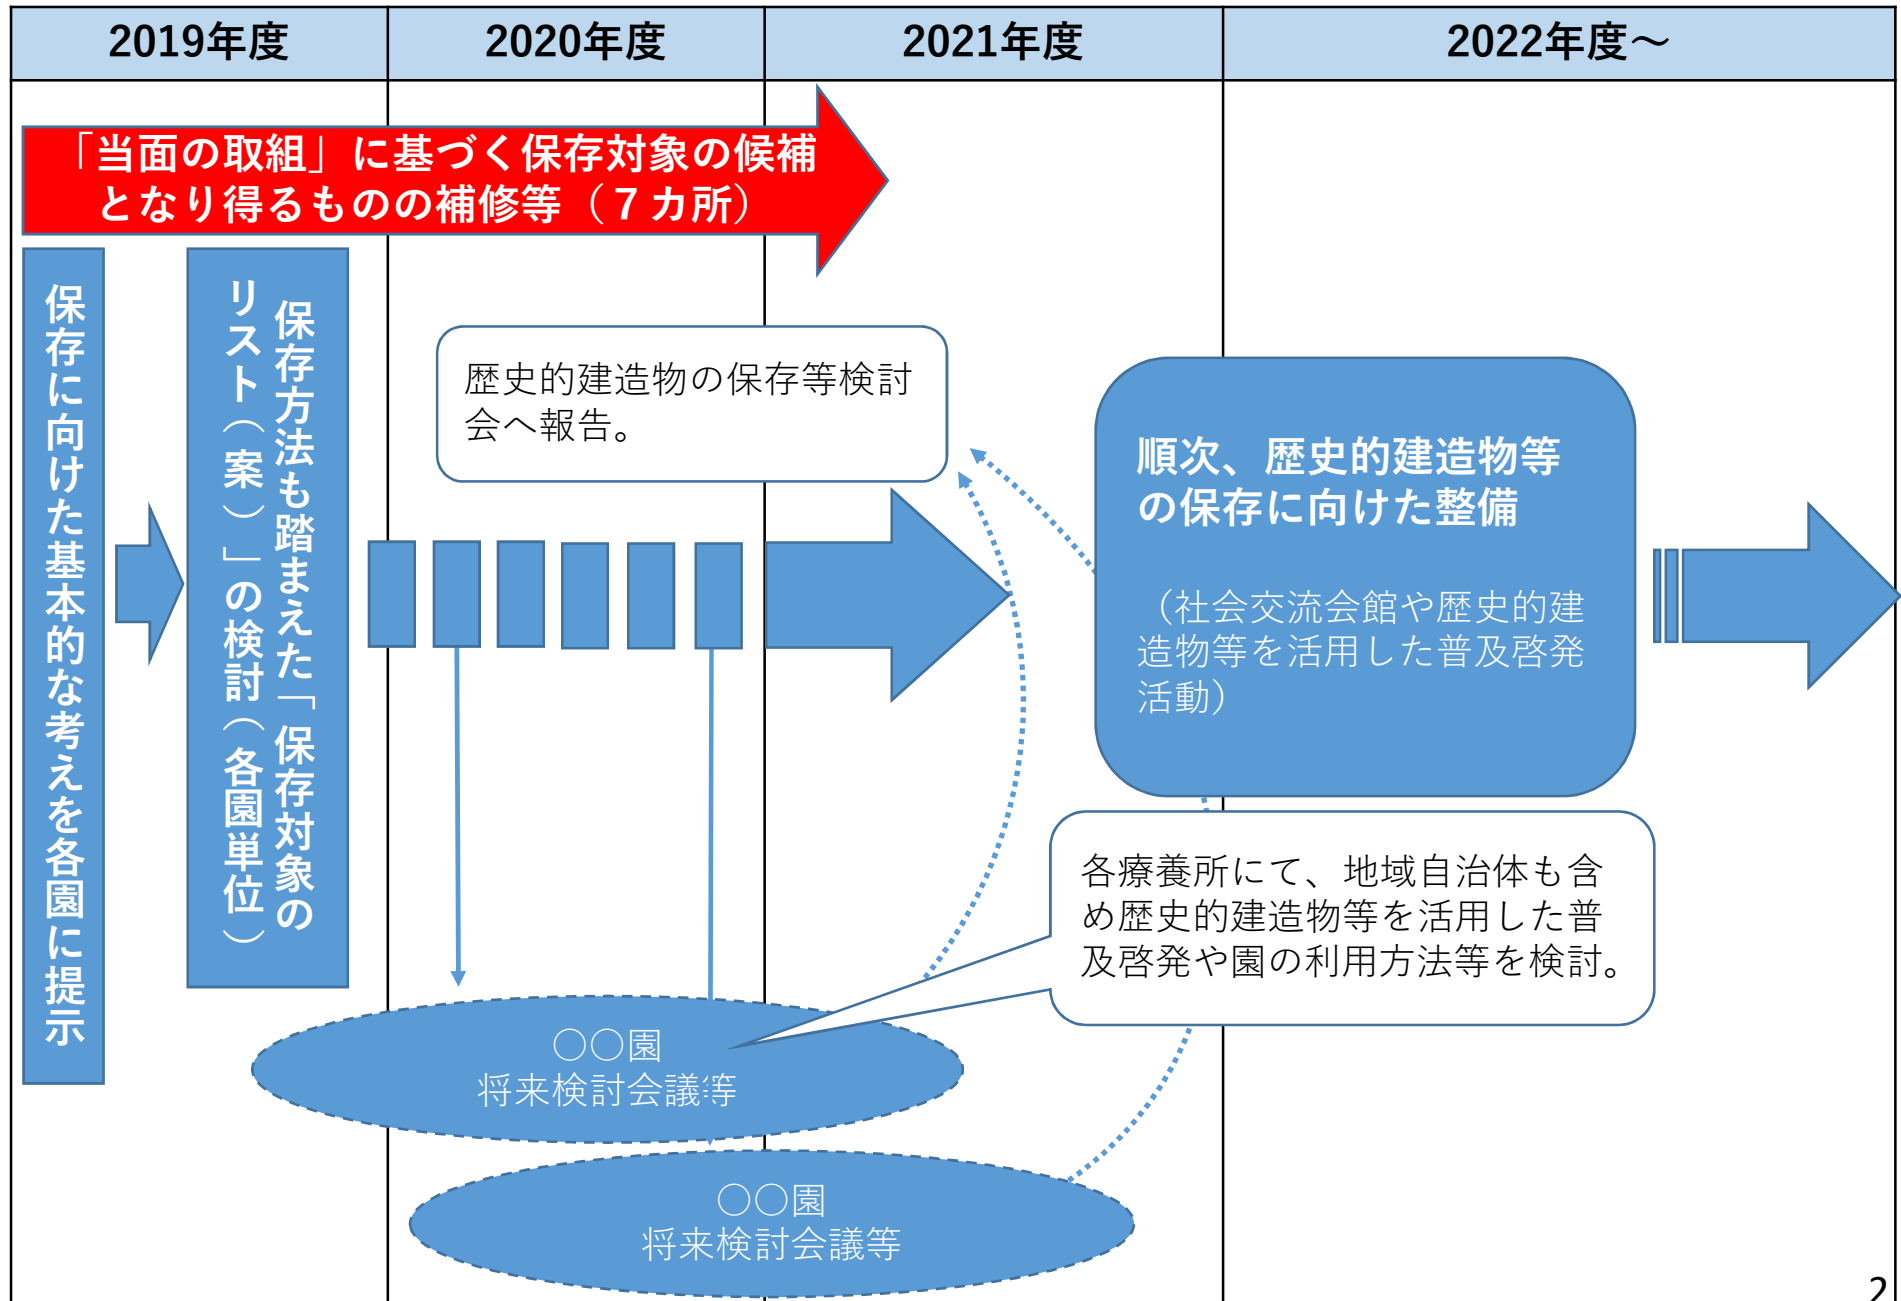 2019年度
2020年度
2021年度
2022年度～
「当面の取組」に基づく保存対象の候補
となり得るものの補修等（７カ所）
保存に向けた基本的な考えを各園に提示
保存方法も踏まえた「保存対象の
リスト（案）」の検討（各園単位）
歴史的建造物の保存等検討
会へ報告。
順次、歴史的建造物等
の保存に向けた整備
（社会交流会館や歴史的建
造物等を活用した普及啓発
活動）
各療養所にて、地域自治体も含
め歴史的建造物等を活用した普
及啓発や園の利用方法等を検討。
○○園
将来検討会議等
○○園
将来検討会議等
2